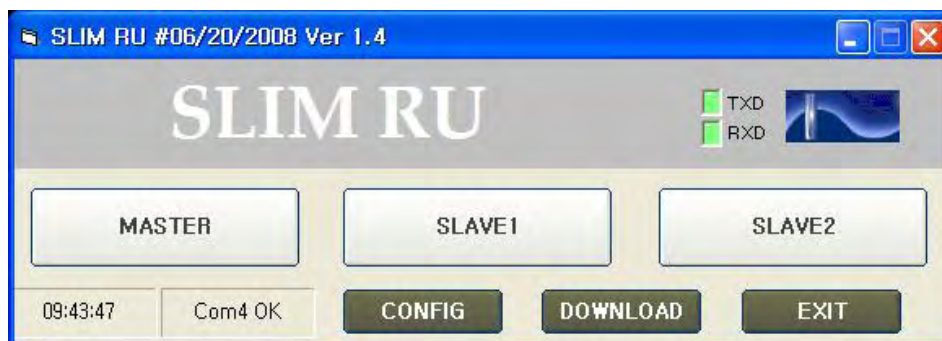 SLIM RU #06/20/2008 Ver 1.4
SLIM RU
TXD
RXD
MASTER SLAVE1 SLAVE2
09:43:47 Com4 OK CONFIG DOWNLOAD EXIT